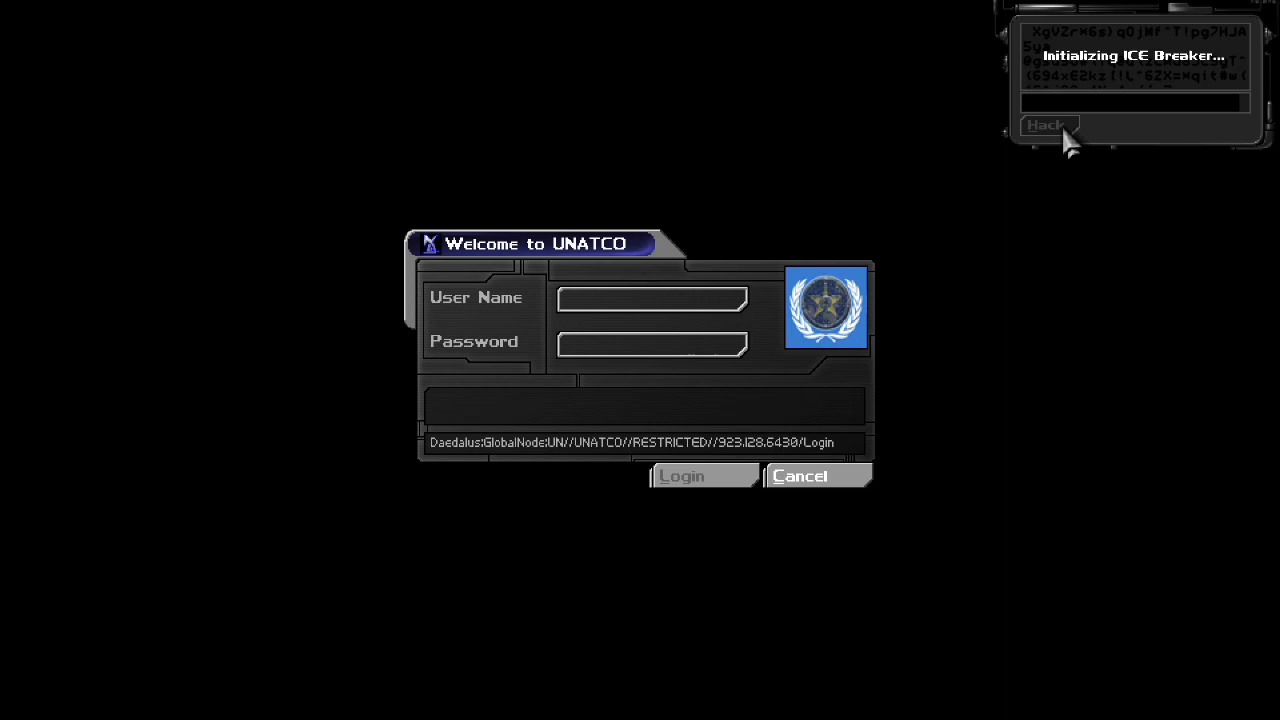 Initializing ICE Breaker...
Hack
Welcome to UNATCO
User Name
Password
Daedalus:GlobalNode:UN//UNATCO//RESTRICTED//923.128.6430/Login
Login
Cancel